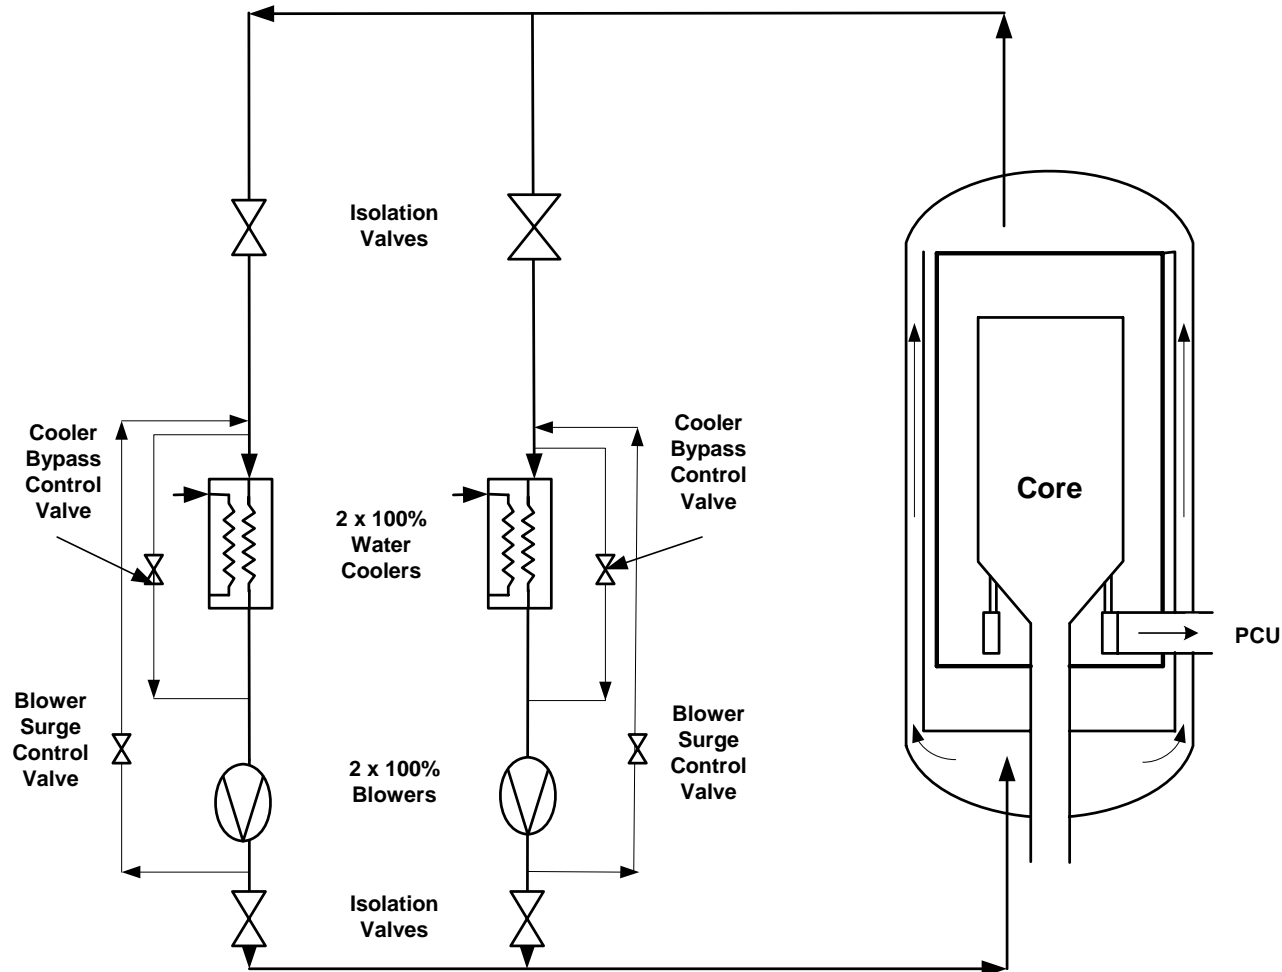 Isolation
Valves
Cooler
Bypass
Control
Valve
Cooler
Bypass
Control
Valve
2 x 100%
Water
Coolers
Core
PCU
Blower
Surge
Control
Valve
2 x 100%
Blowers
Blower
Surge
Control
Valve
Isolation
Valves